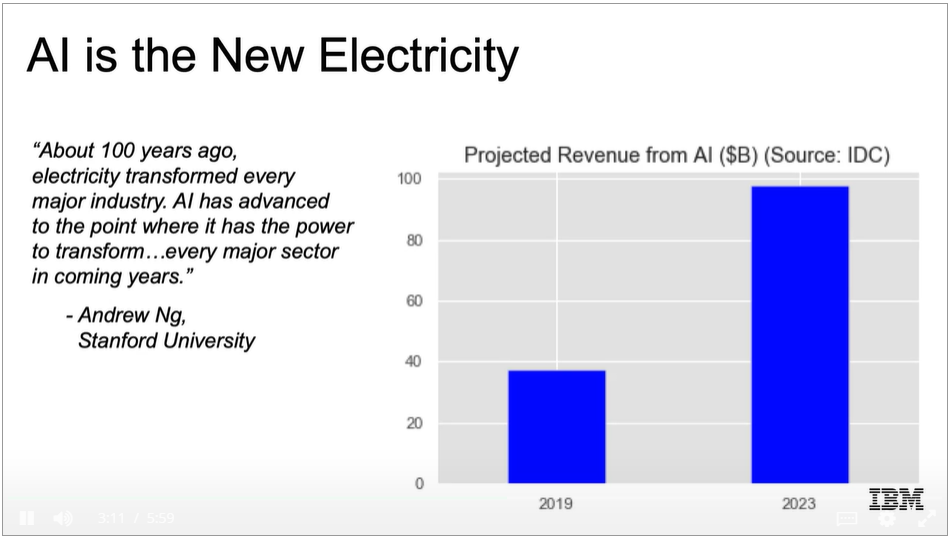 AI is the New Electricity
“About 100 years ago,
electricity transformed every
major industry. AI has advanced
to the point where it has the power
to transform…every major sector
in coming years.”
- Andrew Ng,
Stanford University
Projected Revenue from AI ($B) (Source: IDC)
100
80
60
40
20
0
2019
2023
IBM
3:11 / 5:59